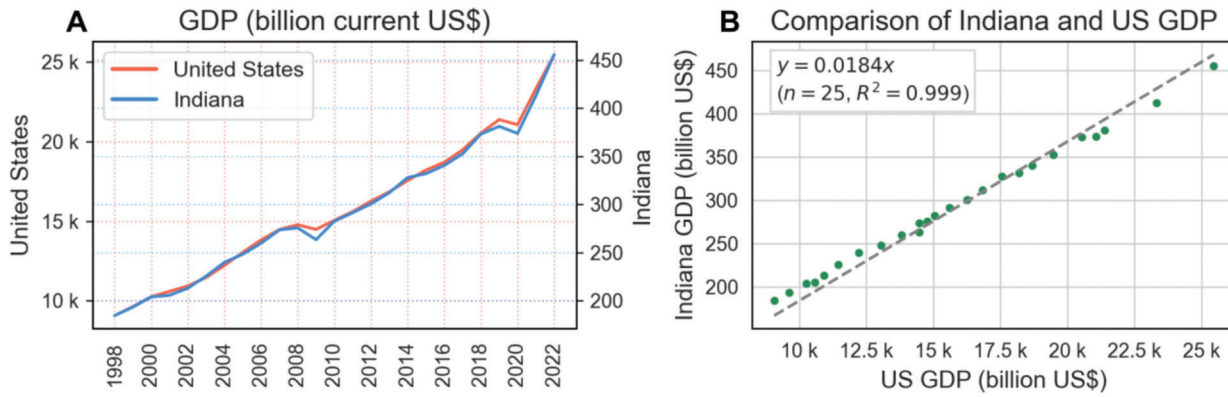 A
GDP (billion current US$)
United States
Indiana
25 k
20 k
15 k
10 k
United States
450
400
350
300
250
200
Indiana
1998
2000
2002
2004
2006
2008
2010
2012
2014
2016
2018
2020
2022
B
Comparison of Indiana and US GDP
y = 0.0184x
(n = 25, R² = 0.999)
450
400
350
300
250
200
Indiana GDP (billion US$)
10 k
12.5 k
15 k
17.5 k
20 k
22.5 k
25 k
US GDP (billion US$)